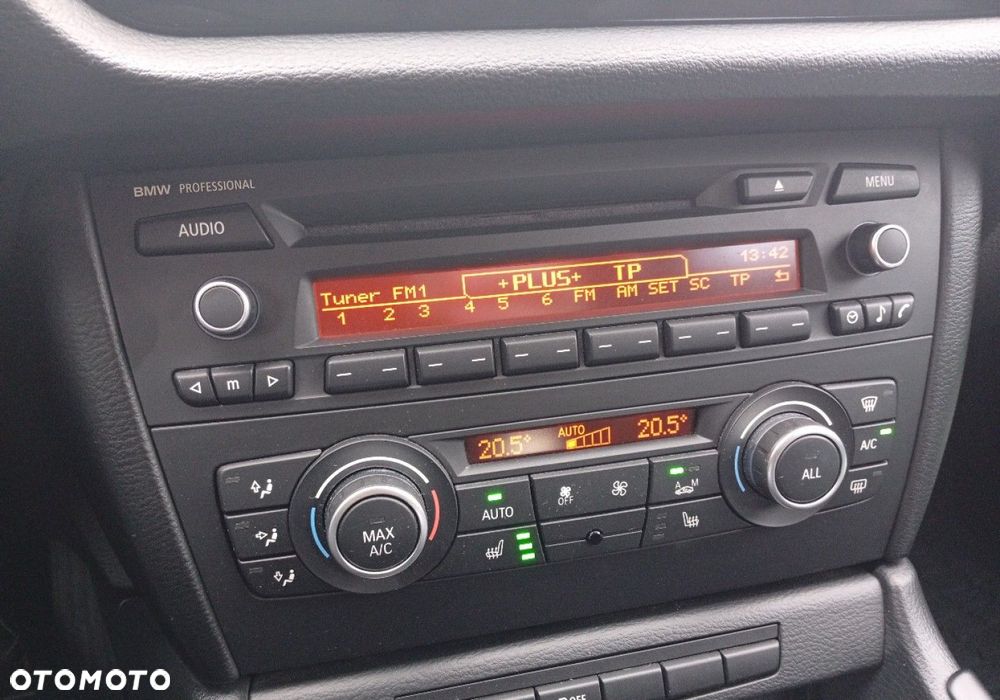 BMW PROFESSIONAL
MENU
AUDIO
13:42
+PLUS+ TP
Tuner FM1
1 2 3 4 5 6 FM AM SET SC TP
m
20.5° AUTO 20.5°
A/C
MAX A/C
AUTO
OFF
A M
ALL
OFF
OTOMOTO